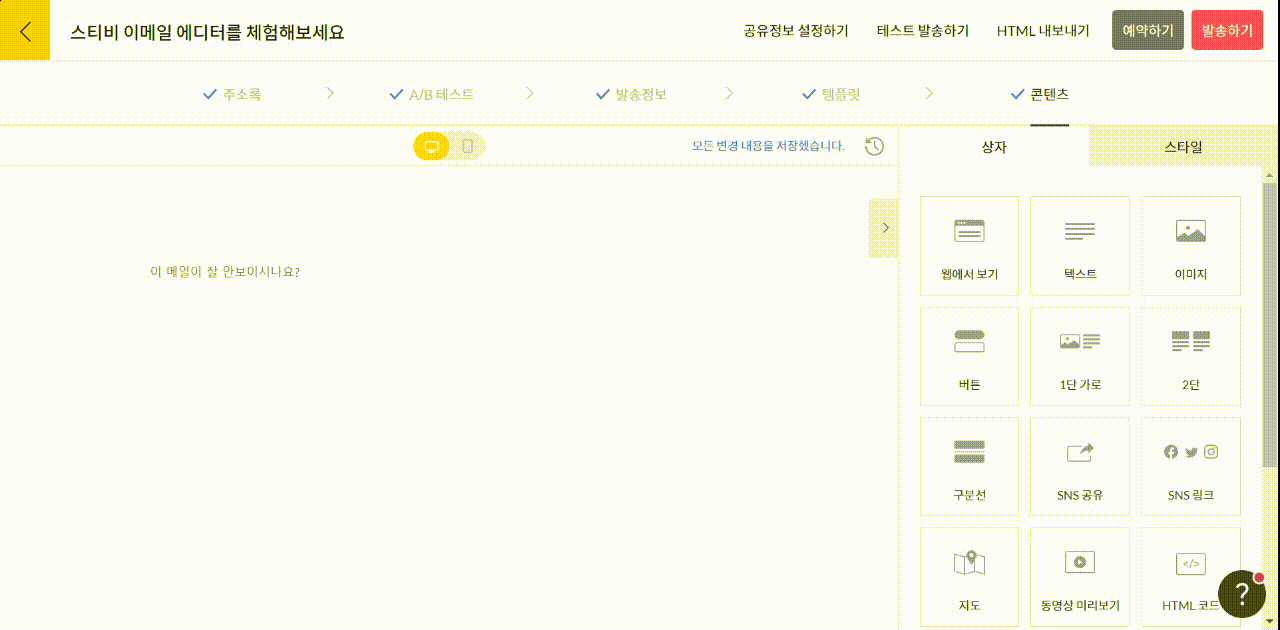 스티비 이메일 에디터를 체험해보세요
공유정보 설정하기 테스트 발송하기 HTML 내보내기 예약하기 발송하기
주소록 A/B 테스트 발송정보 템플릿 콘텐츠
모든 변경 내용을 저장했습니다.
상자 스타일
이 메일이 잘 안보이시나요?
웹에서 보기 텍스트 이미지
버튼 1단 가로 2단
구분선 SNS 공유 SNS 링크
</>
지도 동영상 미리보기 HTML 코드
?